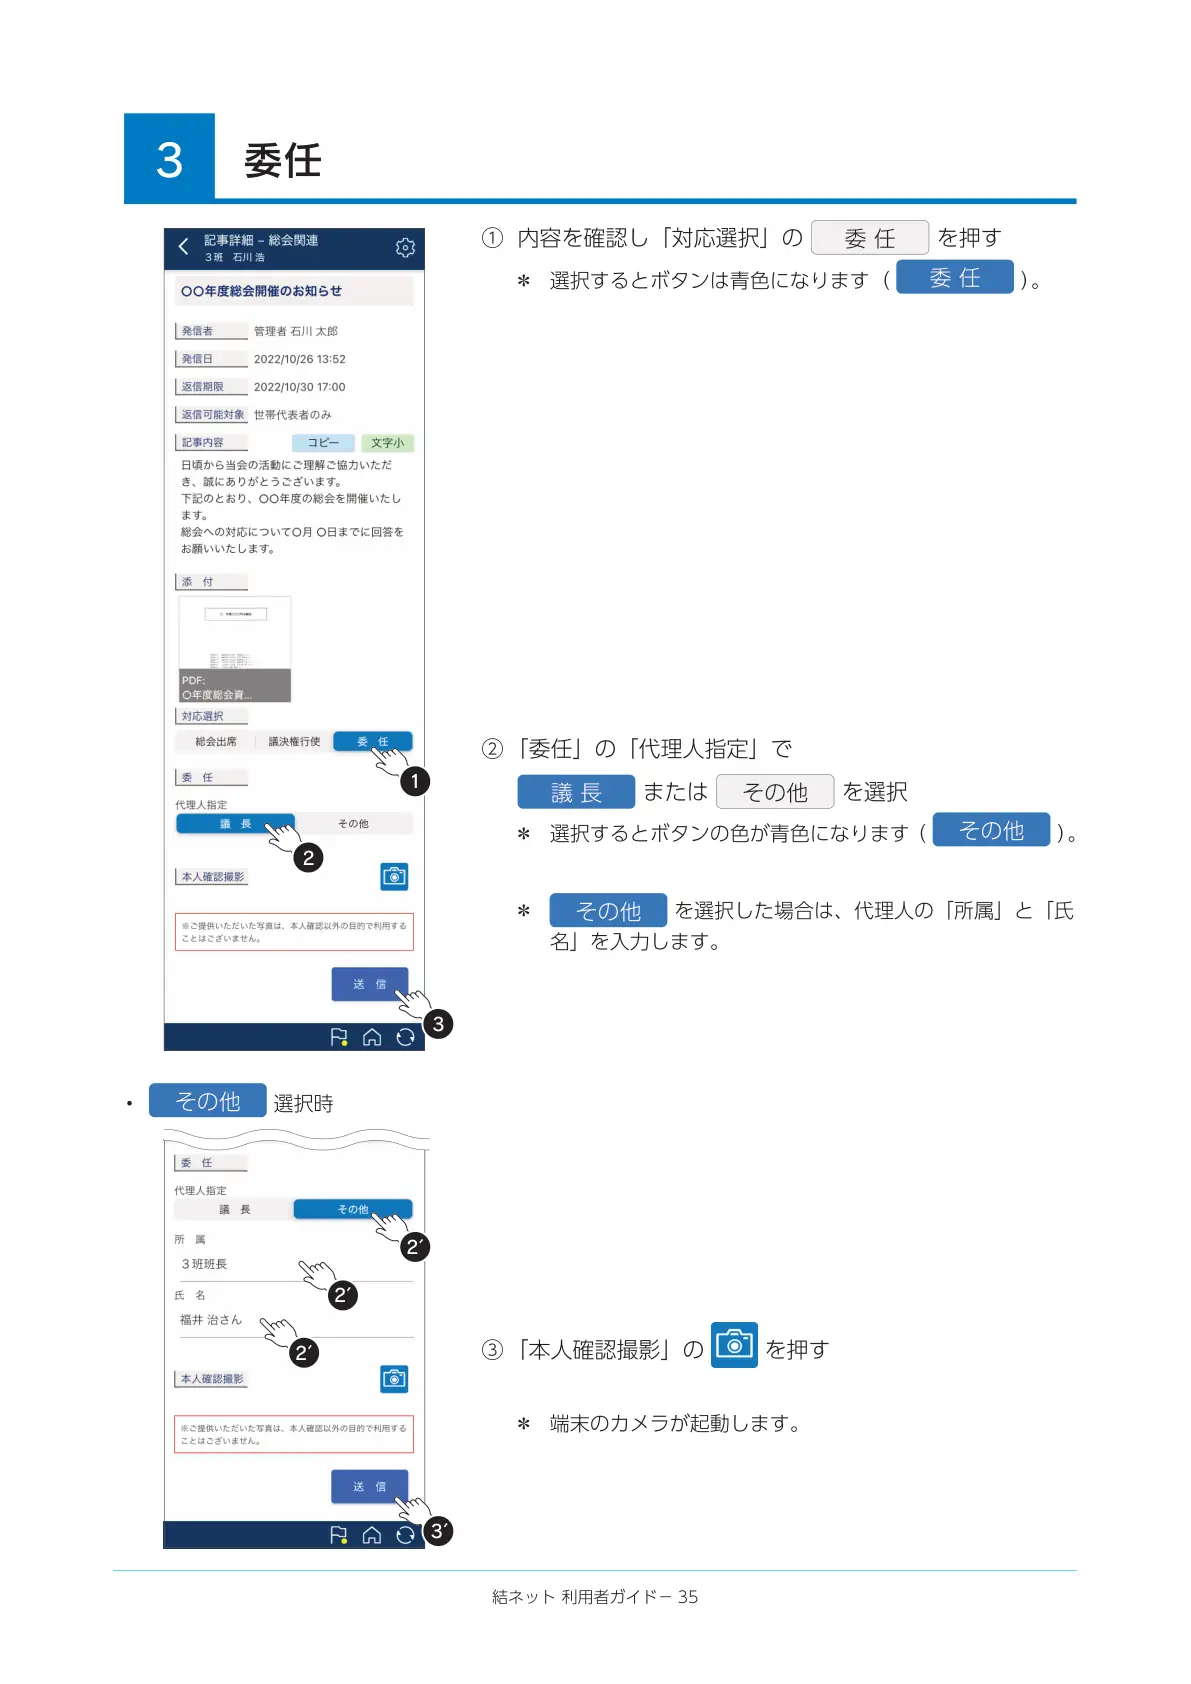 3 委任
記事詳細 – 総会関連
３班 石川 浩
〇〇年度総会開催のお知らせ
発信者 管理者 石川 太郎
発信日 2022/10/26 13:52
返信期限 2022/10/30 17:00
返信可能対象 世帯代表者のみ
記事内容 コピー 文字小
日頃から当会の活動にご理解ご協力いただ
き、誠にありがとうございます。
下記のとおり、〇〇年度の総会を開催いたし
ます。
総会への対応について〇月 〇日までに回答を
お願いいたします。
添 付
PDF:
〇年度総会資...
対応選択
総会出席 議決権行使 委 任
1
委 任
代理人指定
議 長 その他
2
本人確認撮影
※ご提供いただいた写真は、本人確認以外の目的で利用する
ことはございません。
送 信
3
① 内容を確認し「対応選択」の 委 任 を押す
＊ 選択するとボタンは青色になります（ 委 任 ）。
②「委任」の「代理人指定」で
議 長 または その他 を選択
＊ 選択するとボタンの色が青色になります（ その他 ）。
＊ その他 を選択した場合は、代理人の「所属」と「氏
名」を入力します。
・ その他 選択時
委 任
代理人指定
議 長 その他
2′
所 属
３班班長
2′
氏 名
福井 治さん
2′
本人確認撮影
※ご提供いただいた写真は、本人確認以外の目的で利用する
ことはございません。
送 信
3′
③「本人確認撮影」の を押す
＊ 端末のカメラが起動します。
結ネット 利用者ガイド－ 35